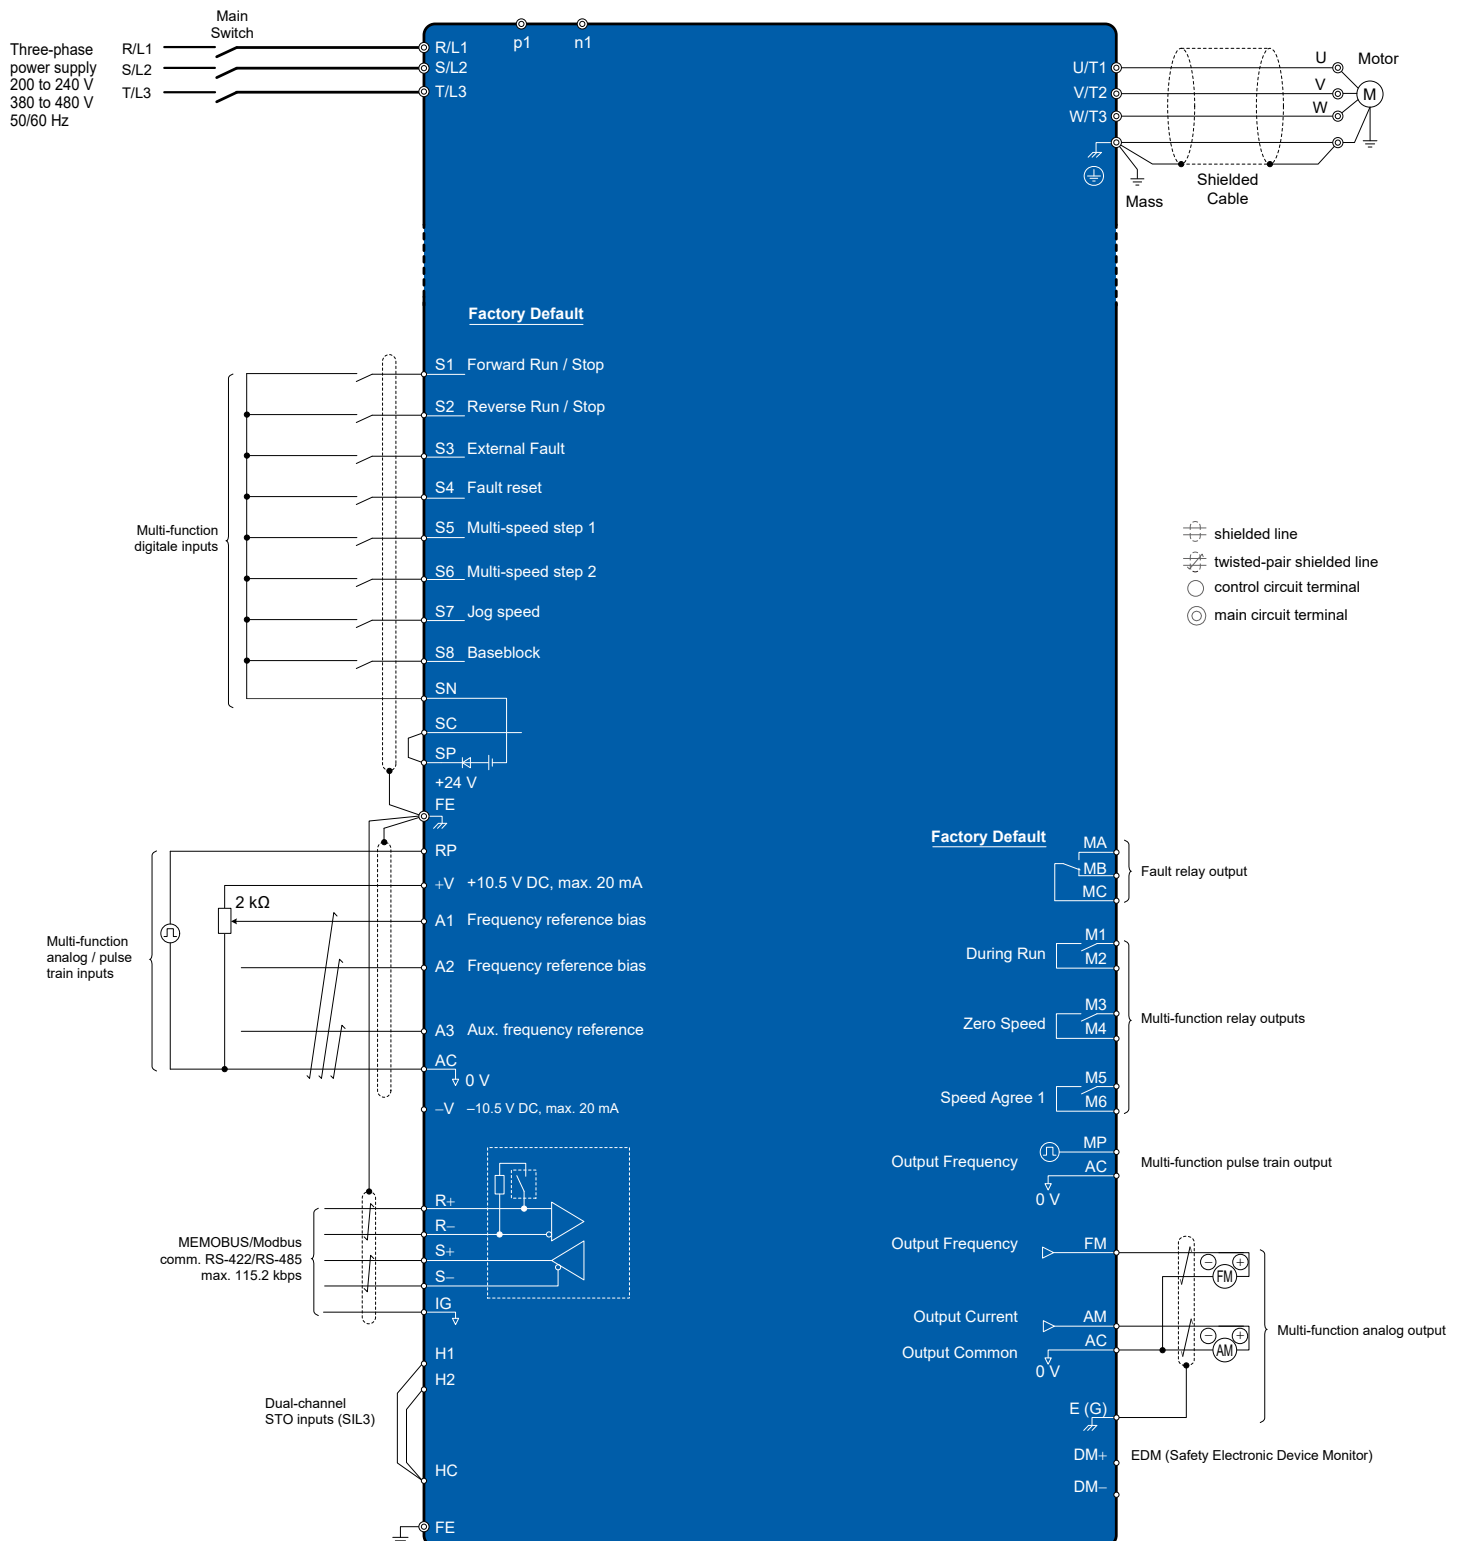 Main
Switch
Three-phase
power supply
200 to 240 V
380 to 480 V
50/60 Hz
R/L1
S/L2
T/L3
R/L1
S/L2
T/L3
p1
n1
U/T1
V/T2
W/T3
U
V
W
Motor
M
Mass
Shielded
Cable
Factory Default
S1 Forward Run / Stop
S2 Reverse Run / Stop
S3 External Fault
S4 Fault reset
S5 Multi-speed step 1
S6 Multi-speed step 2
S7 Jog speed
S8 Baseblock
SN
SC
SP
+24 V
FE
Multi-function
digitale inputs
shielded line
twisted-pair shielded line
control circuit terminal
main circuit terminal
RP
+V +10.5 V DC, max. 20 mA
2 kΩ
A1 Frequency reference bias
A2 Frequency reference bias
A3 Aux. frequency reference
AC
0 V
–V –10.5 V DC, max. 20 mA
Multi-function
analog / pulse
train inputs
R+
R–
S+
S–
IG
MEMOBUS/Modbus
comm. RS-422/RS-485
max. 115.2 kbps
H1
H2
HC
Dual-channel
STO inputs (SIL3)
FE
Factory Default
MA
MB
MC
Fault relay output
During Run
M1
M2
Zero Speed
M3
M4
Speed Agree 1
M5
M6
Multi-function relay outputs
Output Frequency
MP
AC
0 V
Multi-function pulse train output
Output Frequency
FM
− +
FM
Output Current
AM
Output Common
AC
0 V
− +
AM
Multi-function analog output
E (G)
DM+
DM–
EDM (Safety Electronic Device Monitor)